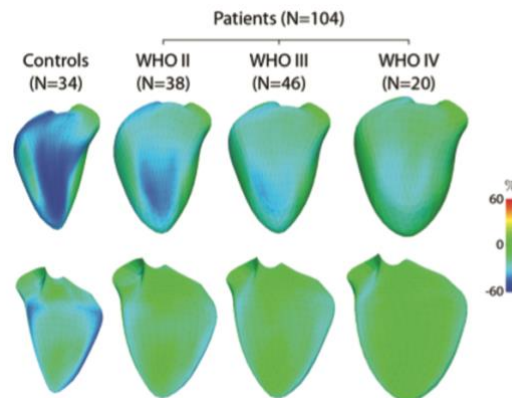 Patients (N=104)
Controls
(N=34)
WHO II
(N=38)
WHO III
(N=46)
WHO IV
(N=20)
%
60
0
-60